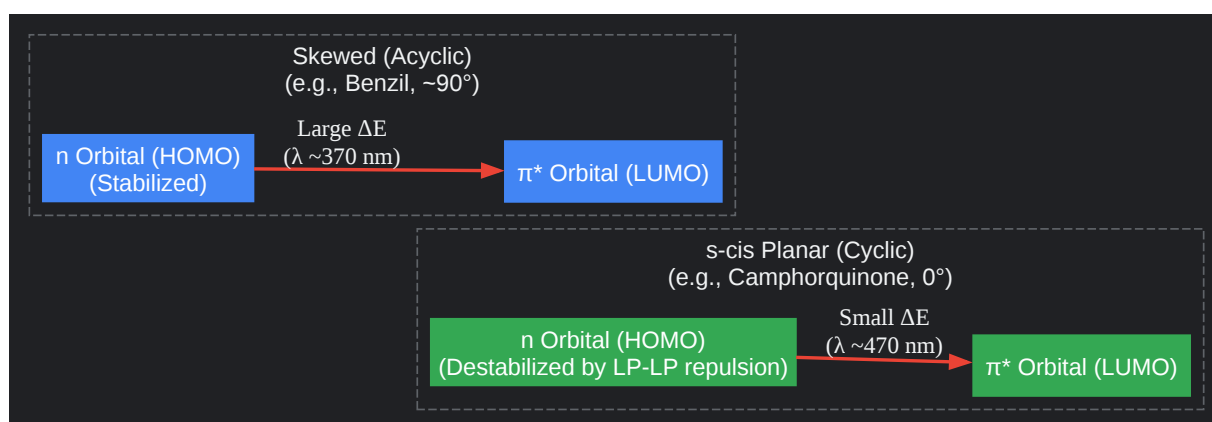 Skewed (Acyclic)
(e.g., Benzil, ~90°)
Large ΔE
(λ ~370 nm)
n Orbital (HOMO)
(Stabilized)
π* Orbital (LUMO)
s-cis Planar (Cyclic)
(e.g., Camphorquinone, 0°)
Small ΔE
(λ ~470 nm)
n Orbital (HOMO)
(Destabilized by LP-LP repulsion)
π* Orbital (LUMO)